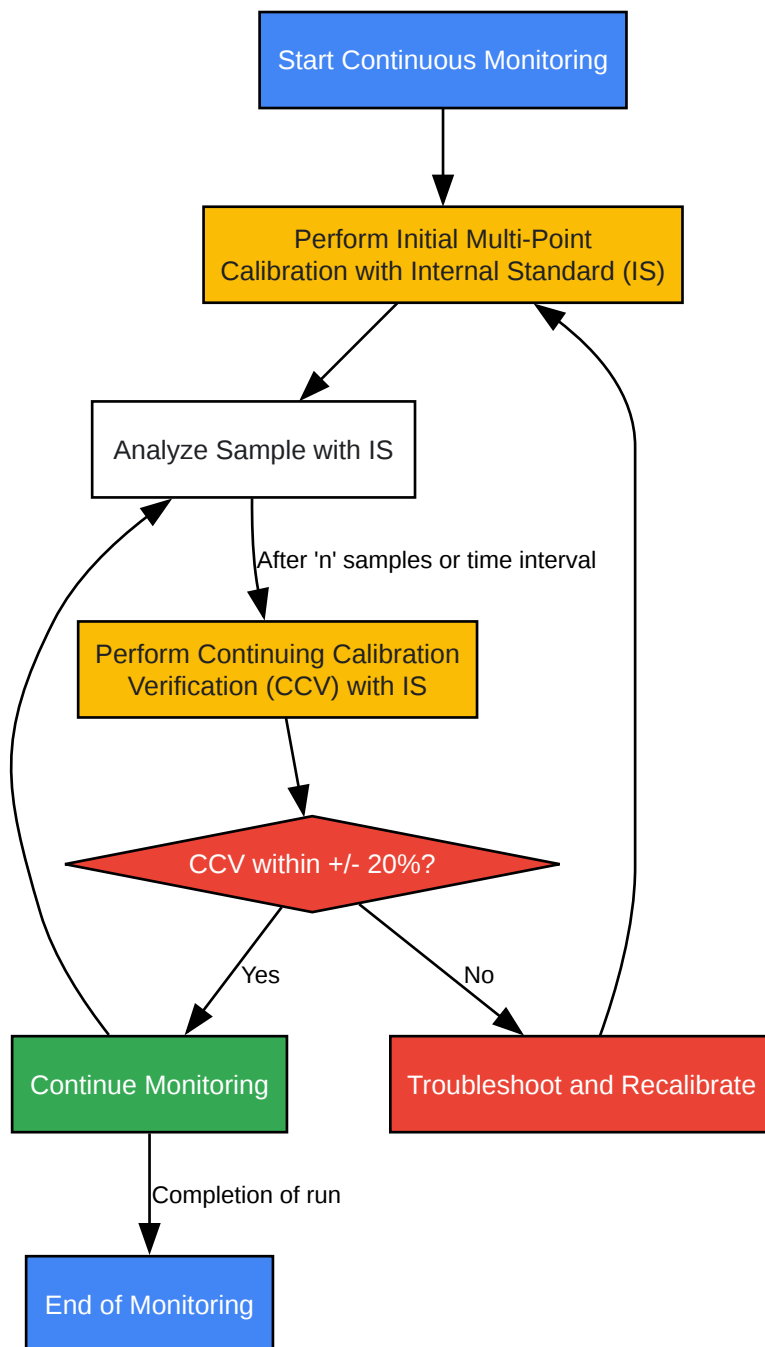 Start Continuous Monitoring
Perform Initial Multi-Point
Calibration with Internal Standard (IS)
Analyze Sample with IS
After 'n' samples or time interval
Perform Continuing Calibration
Verification (CCV) with IS
CCV within +/- 20%?
Yes
No
Continue Monitoring
Troubleshoot and Recalibrate
Completion of run
End of Monitoring